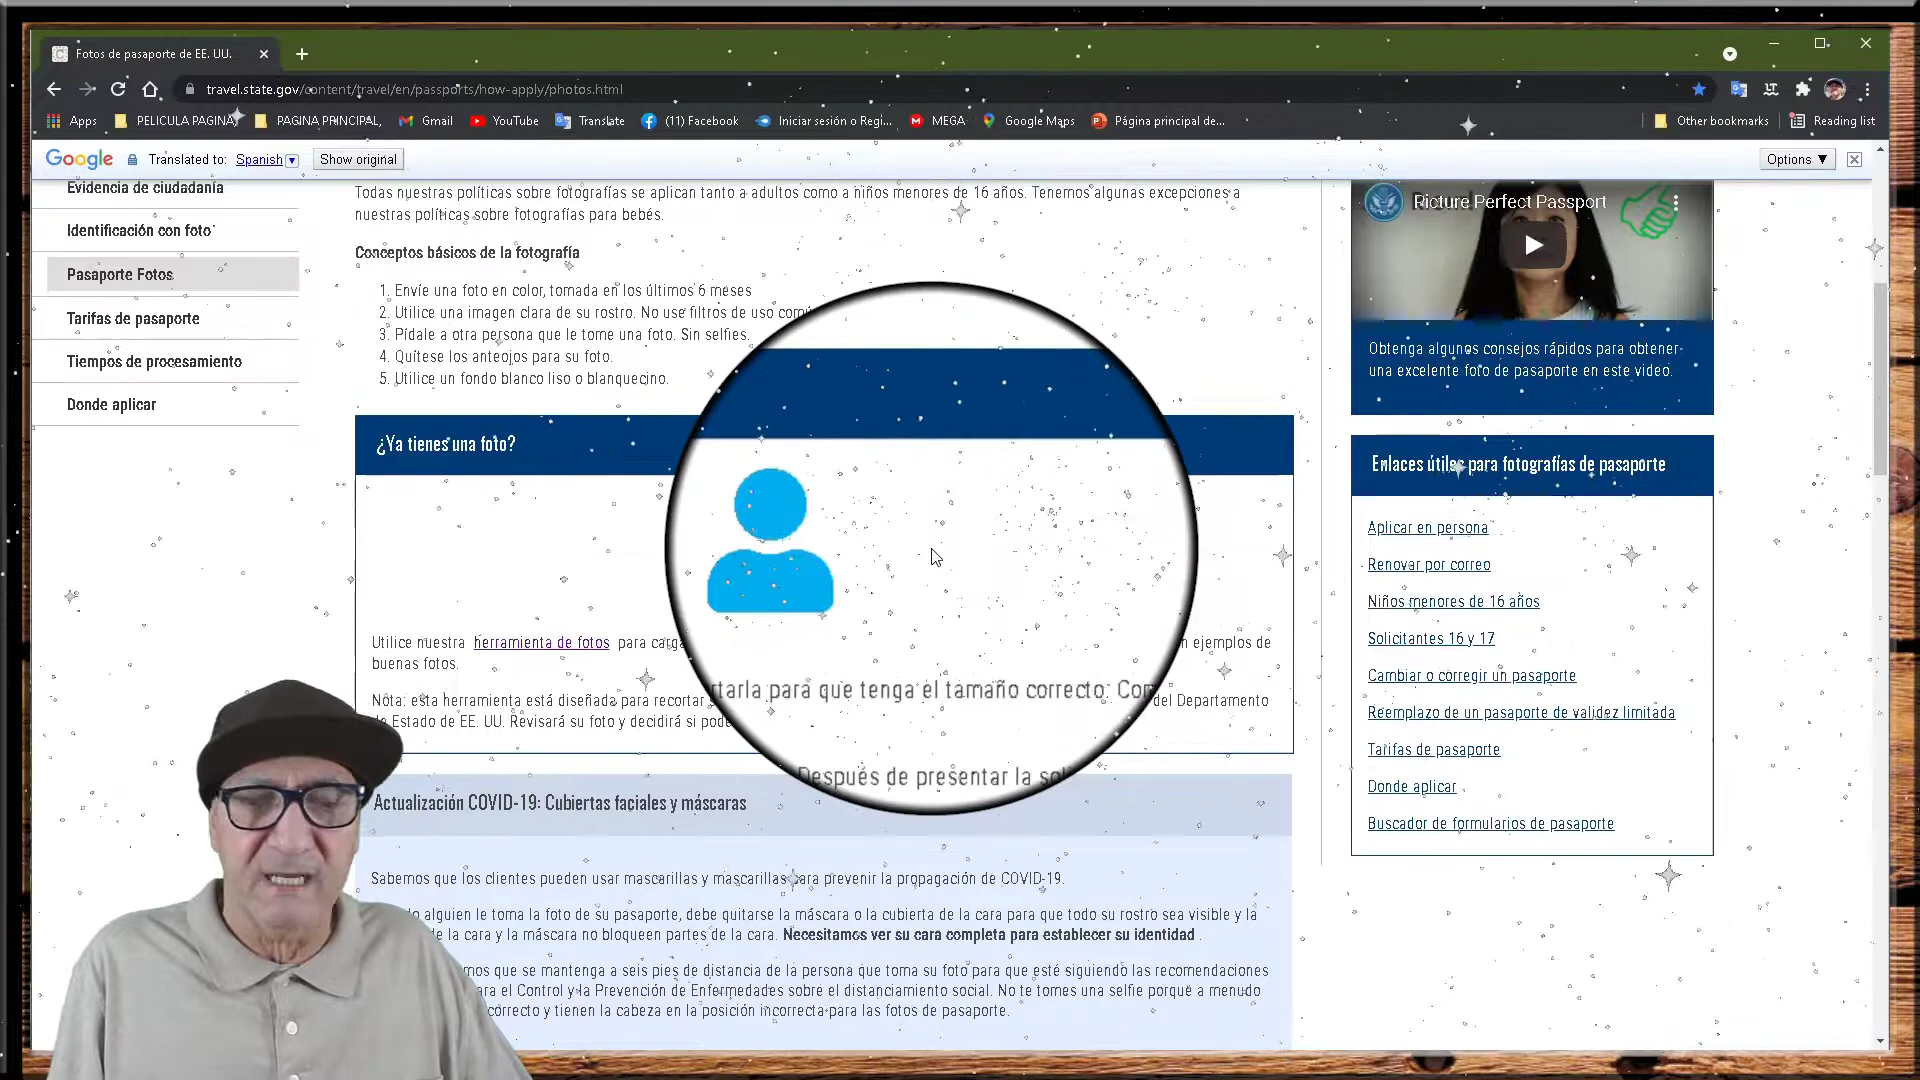 Fotos de pasaporte de EE. UU.
travel.state.gov/content/travel/en/passports/how-apply/photos.html
Apps
PELICULA PAGINA,
PAGINA PRINCIPAL,
Gmail
YouTube
Translate
(11) Facebook
Iniciar sesión o Regi...
MEGA
Google Maps
Página principal de...
Other bookmarks
Reading list
Google
Translated to: Spanish
Show original
Options ▼
Evidencia de ciudadanía
Identificación con foto
Pasaporte Fotos
Tarifas de pasaporte
Tiempos de procesamiento
Donde aplicar
Todas nuestras políticas sobre fotografías se aplican tanto a adultos como a niños menores de 16 años. Tenemos algunas excepciones a
nuestras políticas sobre fotografías para bebés.
Conceptos básicos de la fotografía
1. Envíe una foto en color, tomada en los últimos 6 meses
2. Utilice una imagen clara de su rostro. No use filtros de uso
3. Pídale a otra persona que le tome una foto. Sin selfies.
4. Quítese los anteojos para su foto.
5. Utilice un fondo blanco liso o blanquecino.
¿Ya tienes una foto?
Utilice nuestra herramienta de fotos para
ejemplos de
buenas fotos.
Nota: esta herramienta está diseñada para recortar
del Departamento
de Estado de EE. UU. Revisará su foto y decidirá si
para que tenga el tamaño correcto.
Después de presentar la
Actualización COVID-19: Cubiertas faciales y máscaras
Sabemos que los clientes pueden usar mascarillas y mascarillas para prevenir la propagación de COVID-19.
alguien le toma la foto de su pasaporte, debe quitarse la máscara o la cubierta de la cara para que todo su rostro sea visible y la
de la cara y la máscara no bloqueen partes de la cara. Necesitamos ver su cara completa para establecer su identidad .
que se mantenga a seis pies de distancia de la persona que toma su foto para que esté siguiendo las recomendaciones
el Control y la Prevención de Enfermedades sobre el distanciamiento social. No te tomes una selfie porque a menudo
y tienen la cabeza en la posición incorrecta para las fotos de pasaporte.
Picture Perfect Passport
Obtenga algunos consejos rápidos para obtener
una excelente foto de pasaporte en este video.
Enlaces útiles para fotografías de pasaporte
Aplicar en persona
Renovar por correo
Niños menores de 16 años
Solicitantes 16 y 17
Cambiar o corregir un pasaporte
Reemplazo de un pasaporte de validez limitada
Tarifas de pasaporte
Donde aplicar
Buscador de formularios de pasaporte